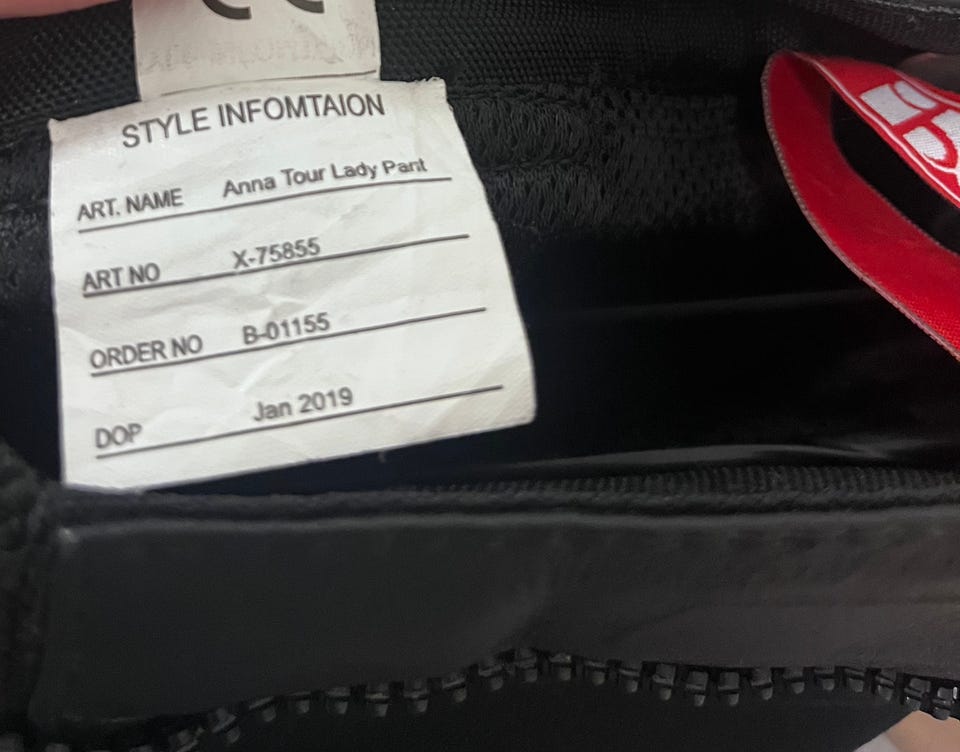 STYLE INFOMTAION
ART. NAME Anna Tour Lady Pant
ART NO X-75855
ORDER NO B-01155
DOP Jan 2019